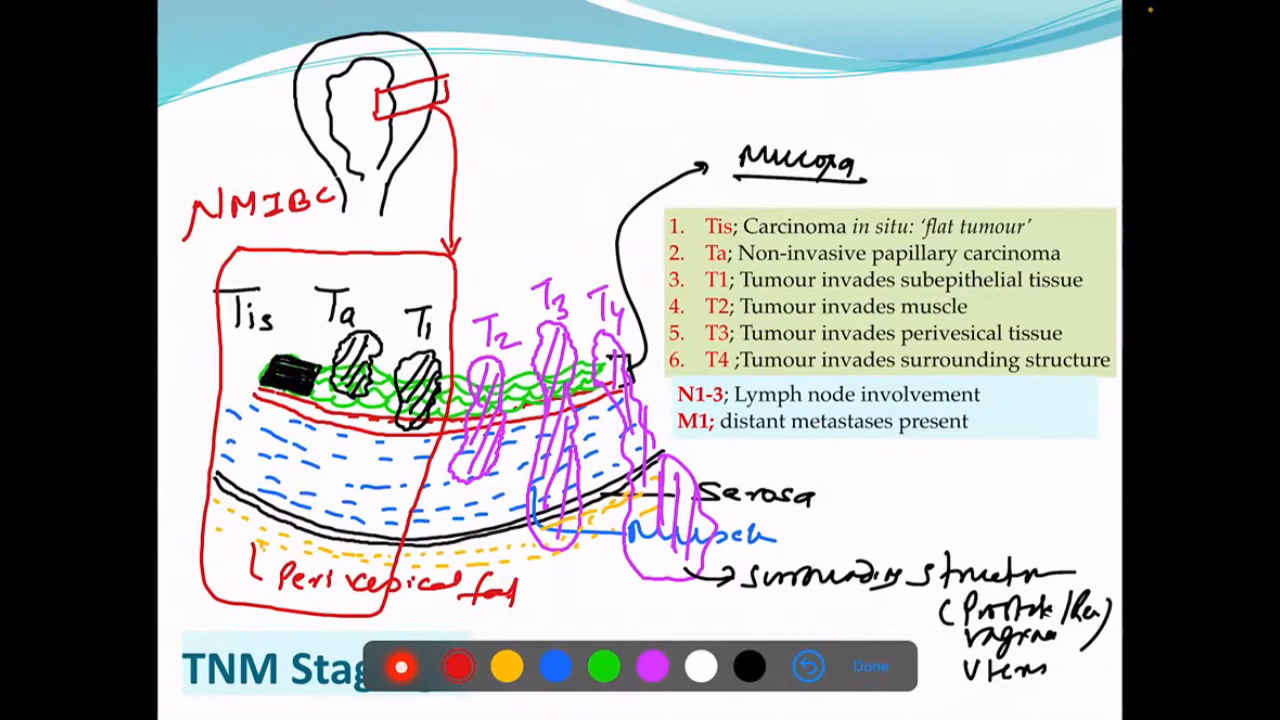 Mucosa
NMIBC
1. Tis; Carcinoma in situ: ‘flat tumour’
2. Ta; Non-invasive papillary carcinoma
3. T1; Tumour invades subepithelial tissue
4. T2; Tumour invades muscle
5. T3; Tumour invades perivesical tissue
6. T4 ;Tumour invades surrounding structure
N1-3; Lymph node involvement
M1; distant metastases present
Tis Ta T1 T2 T3 T4
Serosa
Muscle
Perivesical fat
surrounding structure
vagina
Uterus
TNM Stag
Done